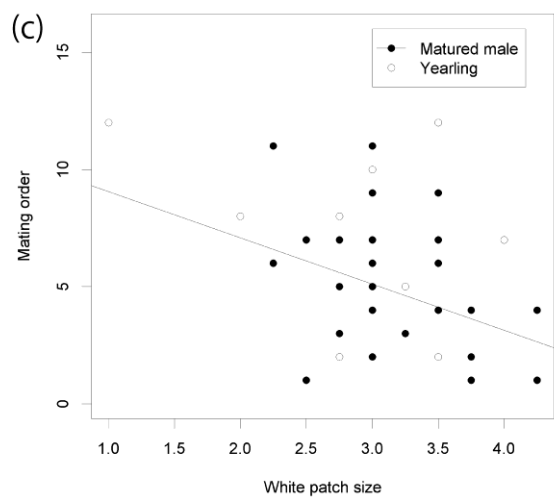 (c)
Matured male
Yearling
15
10
5
0
Mating order
1.0 1.5 2.0 2.5 3.0 3.5 4.0
White patch size